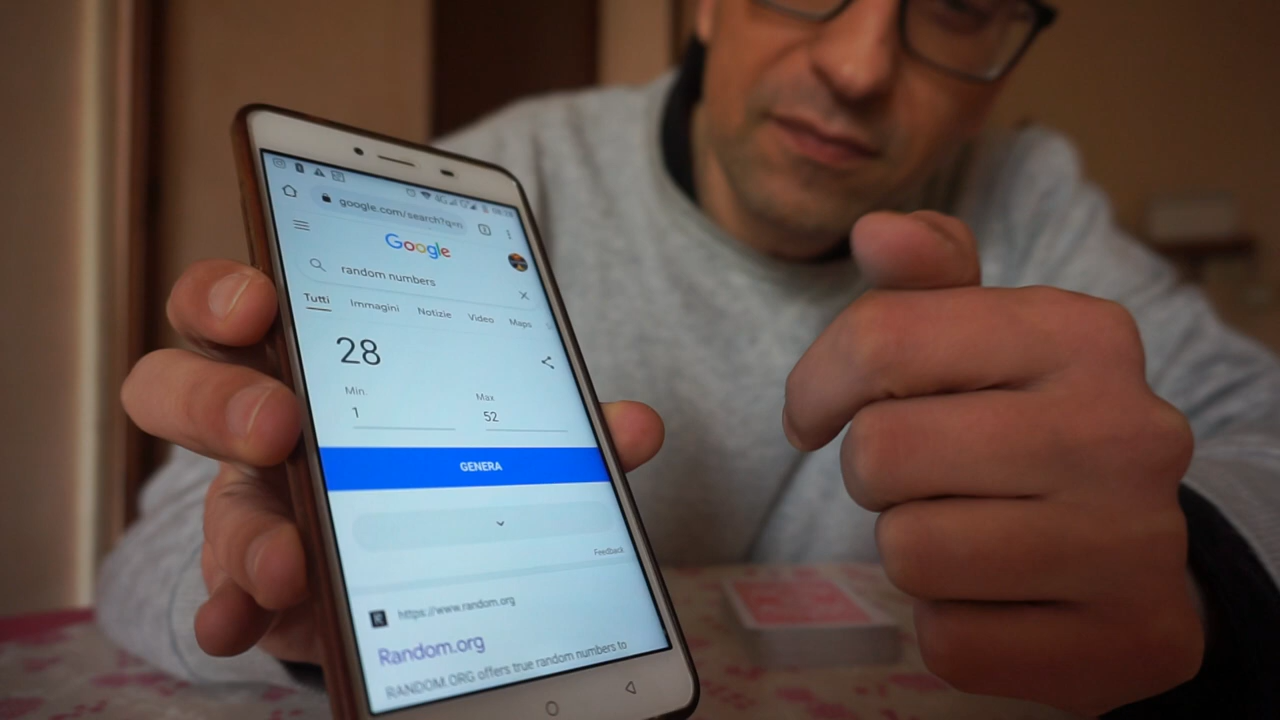 google.com/search?q=
Google
random numbers
Tutti Immagini Notizie Video Maps
28
Min. Max
1 52
GENERA
Feedback
https://www.random.org
Random.org
RANDOM.ORG offers true random numbers to